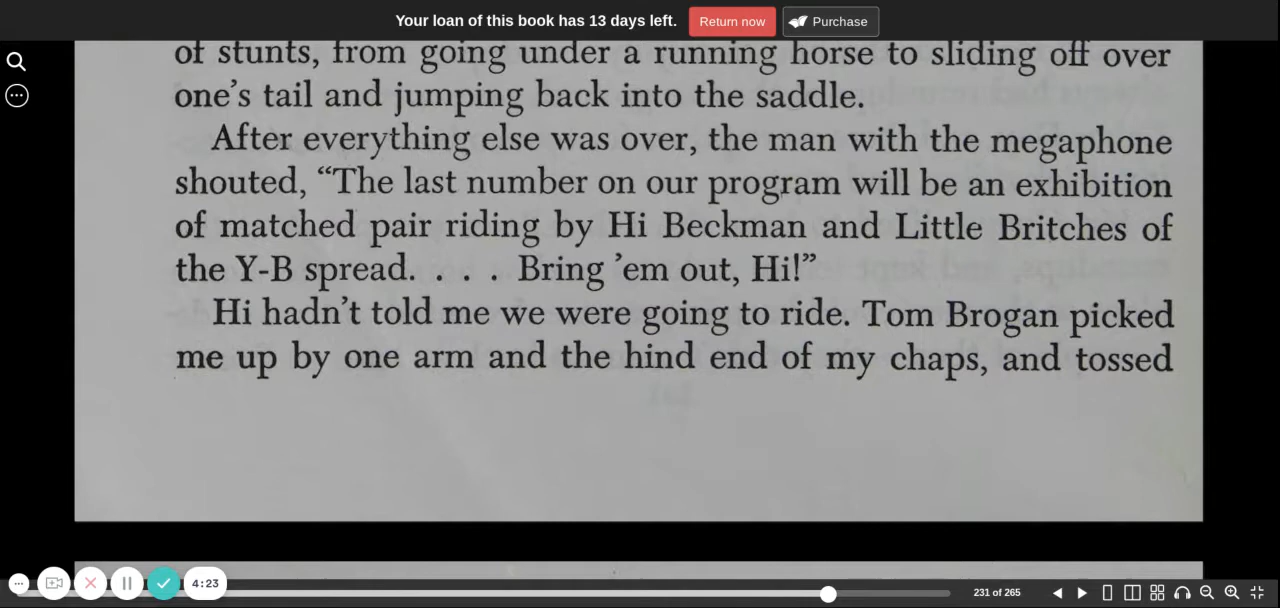 Your loan of this book has 13 days left. Return now Purchase
of stunts, from going under a running horse to sliding off over
one's tail and jumping back into the saddle.
After everything else was over, the man with the megaphone
shouted, “The last number on our program will be an exhibition
of matched pair riding by Hi Beckman and Little Britches of
the Y-B spread. . . . Bring ’em out, Hi!”
Hi hadn't told me we were going to ride. Tom Brogan picked
me up by one arm and the hind end of my chaps, and tossed
4:23
231 of 265